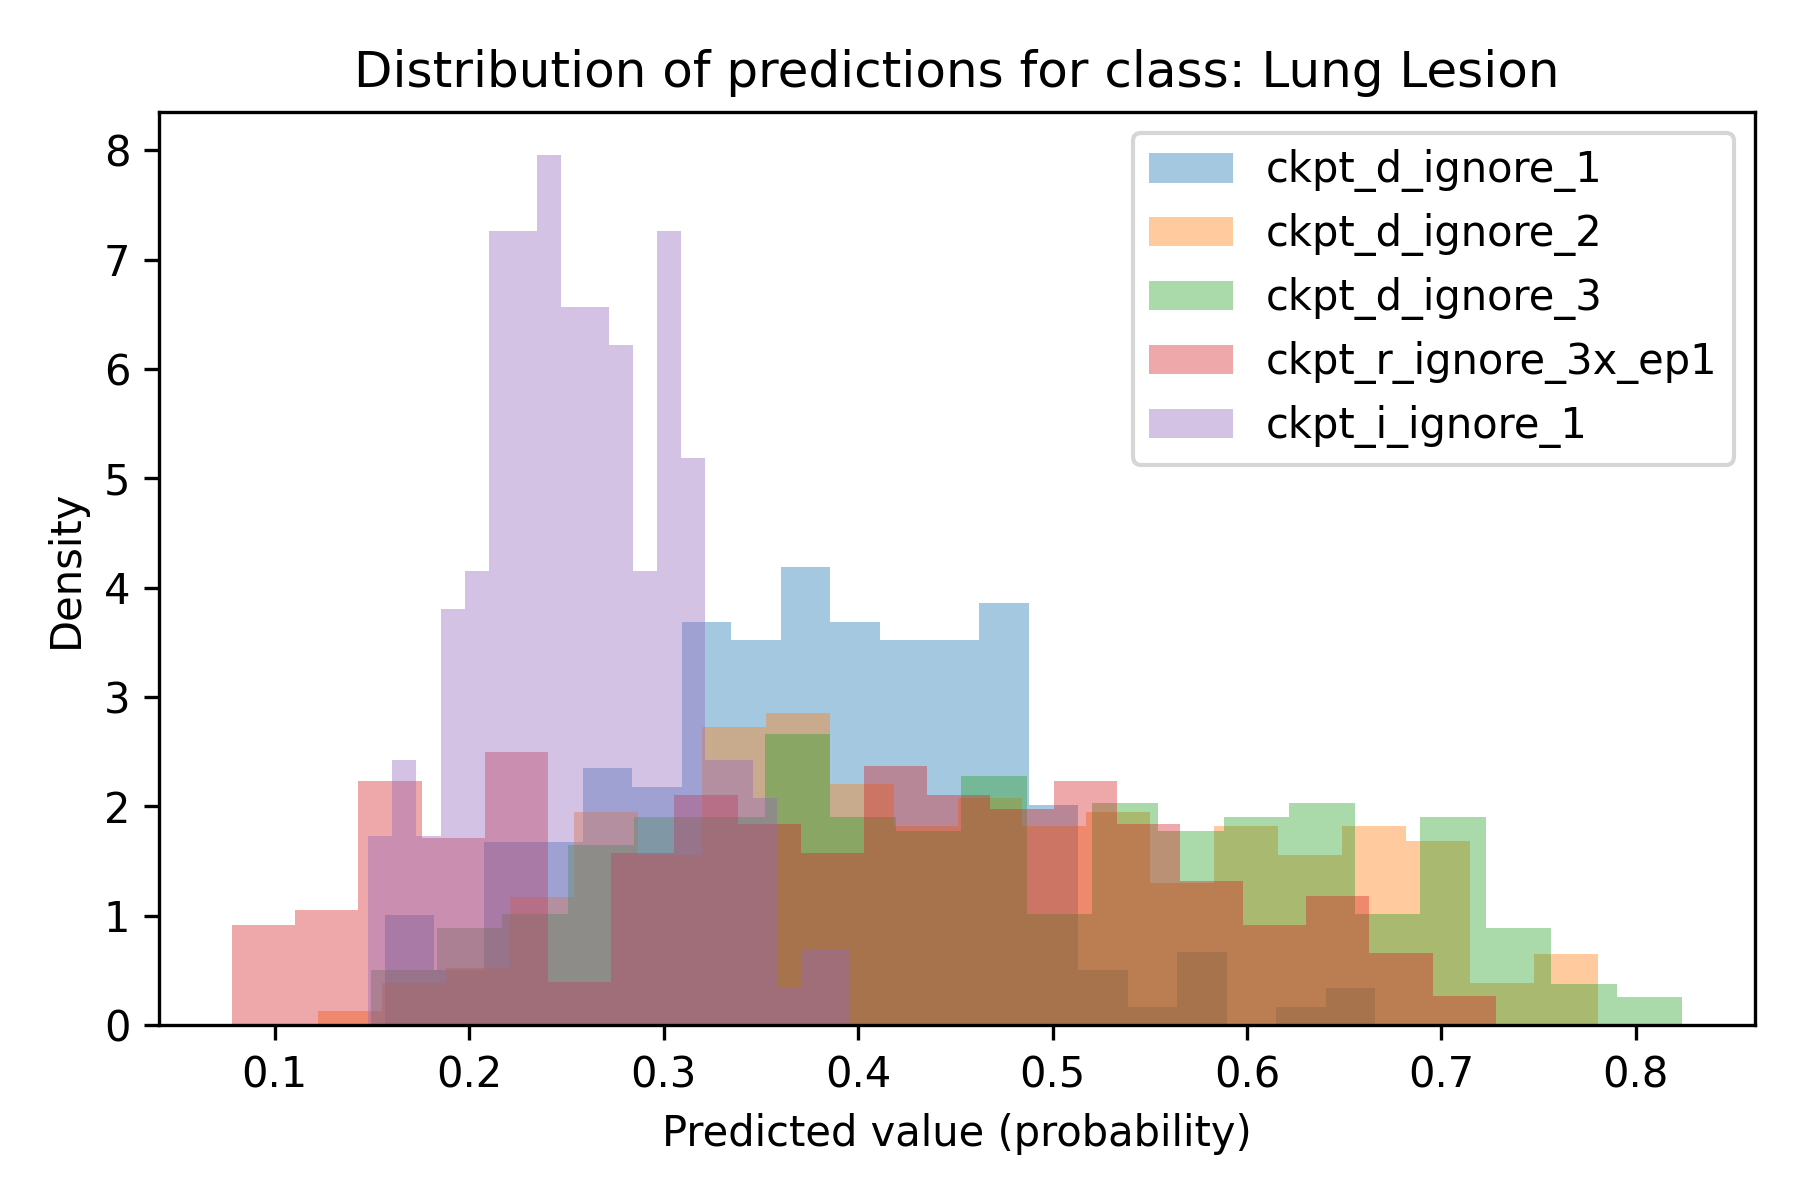 Distribution of predictions for class: Lung Lesion
ckpt_d_ignore_1
ckpt_d_ignore_2
ckpt_d_ignore_3
ckpt_r_ignore_3x_ep1
ckpt_i_ignore_1
Density
8
7
6
5
4
3
2
1
0
0.1 0.2 0.3 0.4 0.5 0.6 0.7 0.8
Predicted value (probability)